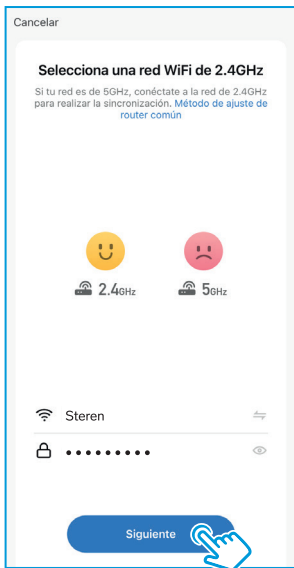 Cancelar
Selecciona una red WiFi de 2.4GHz
Si tu red es de 5GHz, conéctate a la red de 2.4GHz
para realizar la sincronización. Método de ajuste de
router común
2.4GHz 5GHz
Steren
•••••••••
Siguiente